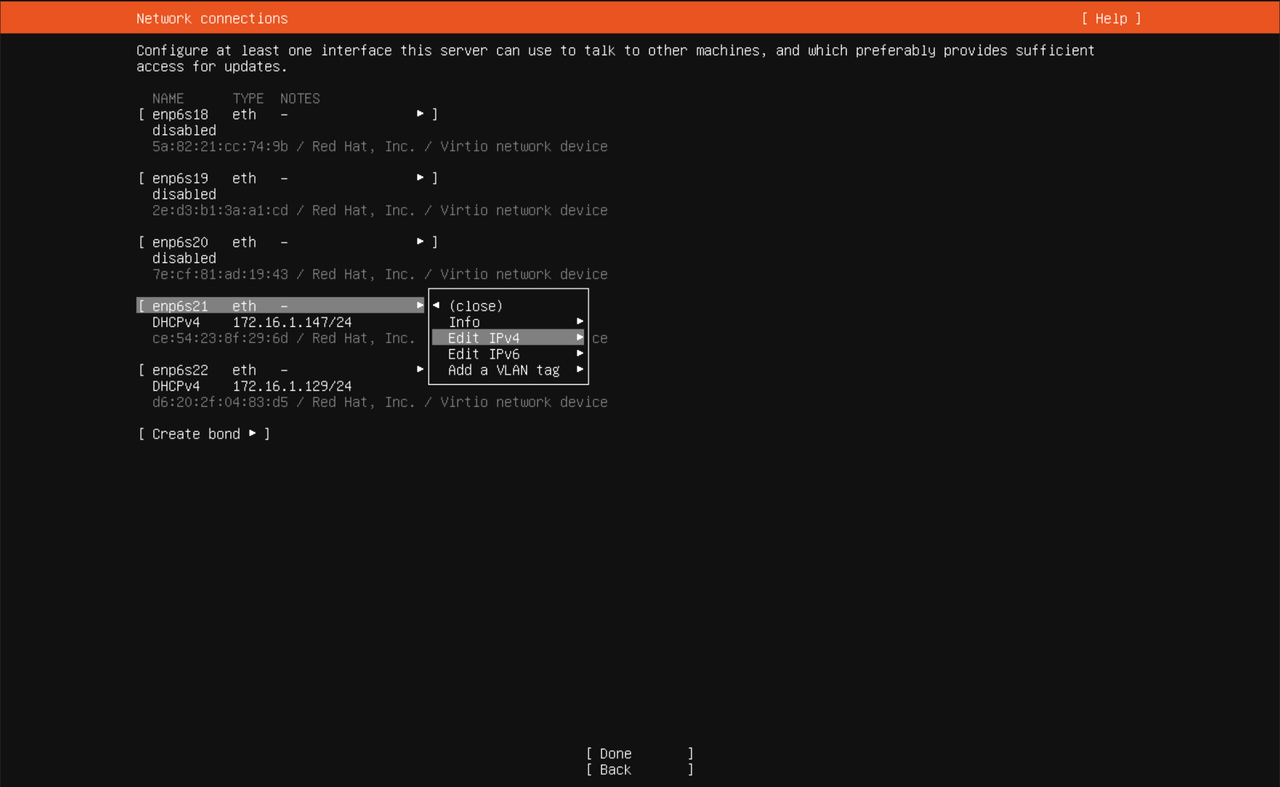 Network connections [ Help ]
Configure at least one interface this server can use to talk to other machines, and which preferably provides sufficient
access for updates.
NAME TYPE NOTES
[ enp6s18 eth – ▸ ]
disabled
5a:82:21:cc:74:9b / Red Hat, Inc. / Virtio network device
[ enp6s19 eth – ▸ ]
disabled
2e:d3:b1:3a:a1:cd / Red Hat, Inc. / Virtio network device
[ enp6s20 eth – ▸ ]
disabled
7e:cf:81:ad:19:43 / Red Hat, Inc. / Virtio network device
[ enp6s21 eth – ▸ ◂ (close)
DHCPv4 172.16.1.147/24 Info ▸
ce:54:23:8f:29:6d / Red Hat, Inc. Edit IPv4 ▸ ce
Edit IPv6 ▸
[ enp6s22 eth – ▸ Add a VLAN tag ▸
DHCPv4 172.16.1.129/24
d6:20:2f:04:83:d5 / Red Hat, Inc. / Virtio network device
[ Create bond ▸ ]
[ Done ]
[ Back ]